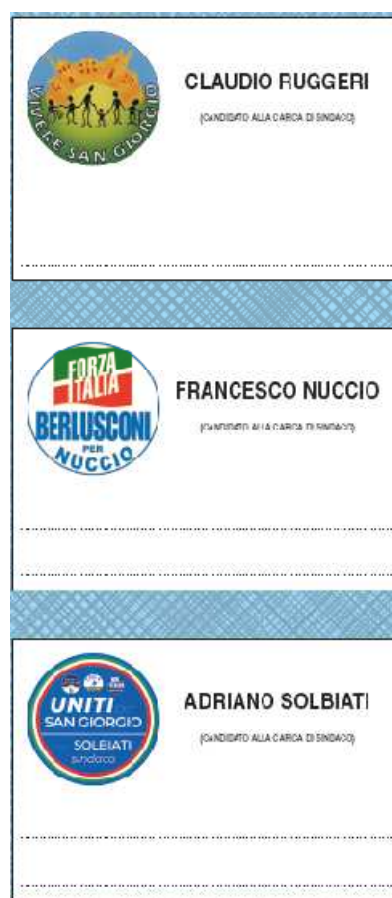 VIVERE SAN GIORGIO
CLAUDIO RUGGERI
(CANDIDATO ALLA CARICA DI SINDACO)
FORZA
ITALIA
BERLUSCONI
PER
NUCCIO
FRANCESCO NUCCIO
(CANDIDATO ALLA CARICA DI SINDACO)
UNITI
SAN GIORGIO
SOLBIATI
sindaco
ADRIANO SOLBIATI
(CANDIDATO ALLA CARICA DI SINDACO)